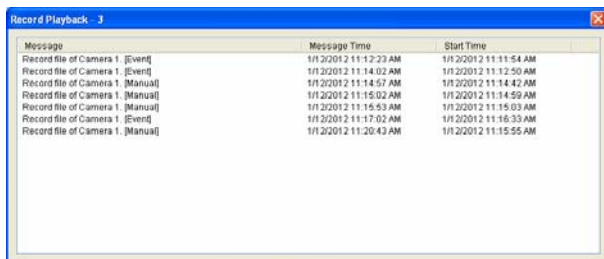 Record Playback - 3
Message Message Time Start Time
Record file of Camera 1. [Event] 1/12/2012 11:12:23 AM 1/12/2012 11:11:54 AM
Record file of Camera 1. [Event] 1/12/2012 11:14:02 AM 1/12/2012 11:12:50 AM
Record file of Camera 1. [Manual] 1/12/2012 11:14:57 AM 1/12/2012 11:14:42 AM
Record file of Camera 1. [Manual] 1/12/2012 11:15:02 AM 1/12/2012 11:14:59 AM
Record file of Camera 1. [Manual] 1/12/2012 11:15:53 AM 1/12/2012 11:15:03 AM
Record file of Camera 1. [Event] 1/12/2012 11:17:02 AM 1/12/2012 11:16:33 AM
Record file of Camera 1. [Manual] 1/12/2012 11:20:43 AM 1/12/2012 11:15:55 AM